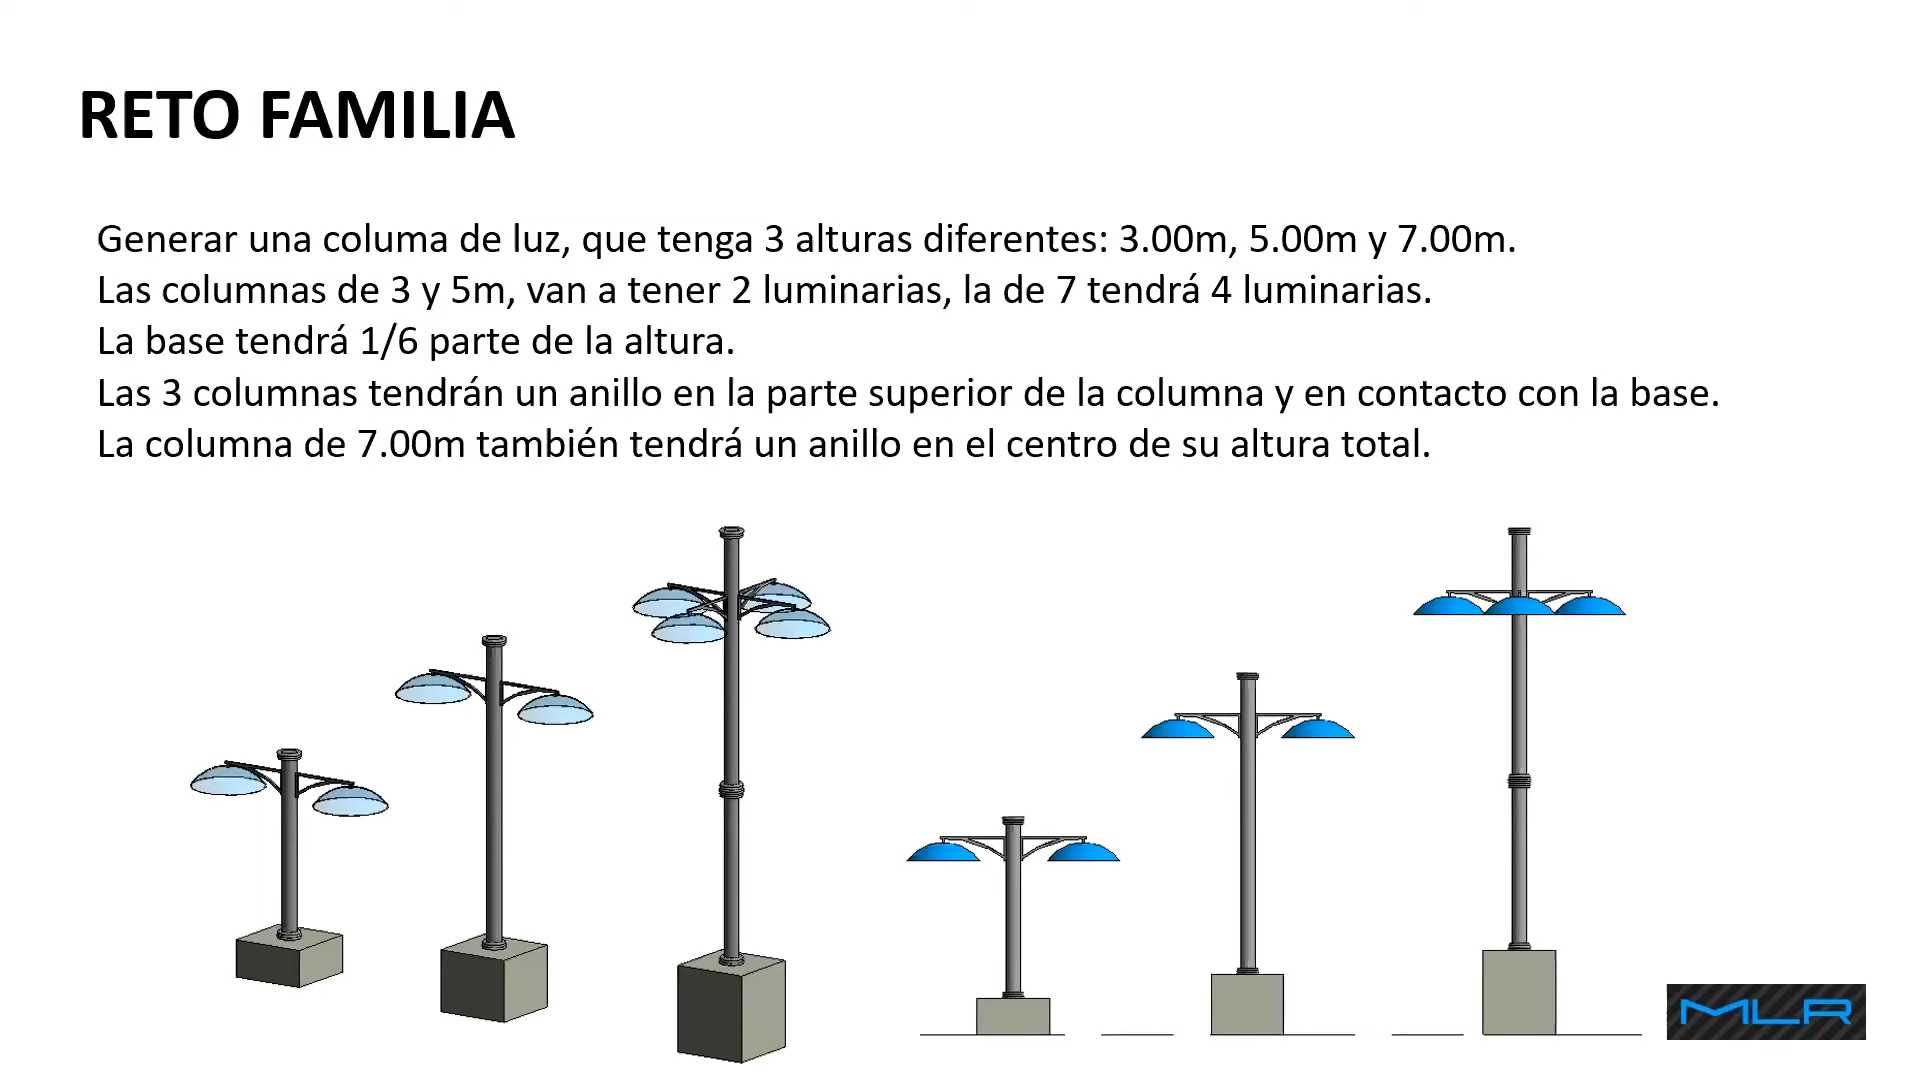 RETO FAMILIA
Generar una columa de luz, que tenga 3 alturas diferentes: 3.00m, 5.00m y 7.00m.
Las columnas de 3 y 5m, van a tener 2 luminarias, la de 7 tendrá 4 luminarias.
La base tendrá 1/6 parte de la altura.
Las 3 columnas tendrán un anillo en la parte superior de la columna y en contacto con la base.
La columna de 7.00m también tendrá un anillo en el centro de su altura total.
MLR